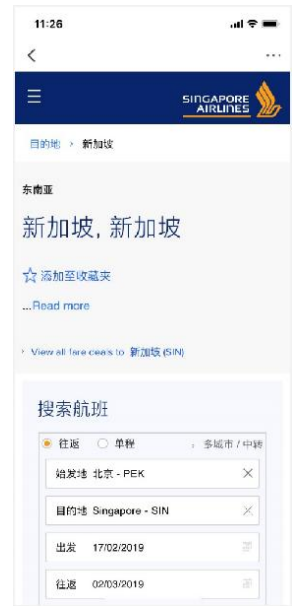 11:26
SINGAPORE
AIRLINES
目的地 > 新加坡
东南亚
新加坡, 新加坡
添加至收藏夹
...Read more
View all fare deals to 新加坡 (SIN)
搜索航班
往返 单程 多城市 / 中转
始发地 北京 - PEK
目的地 Singapore - SIN
出发 17/02/2019
往返 02/03/2019